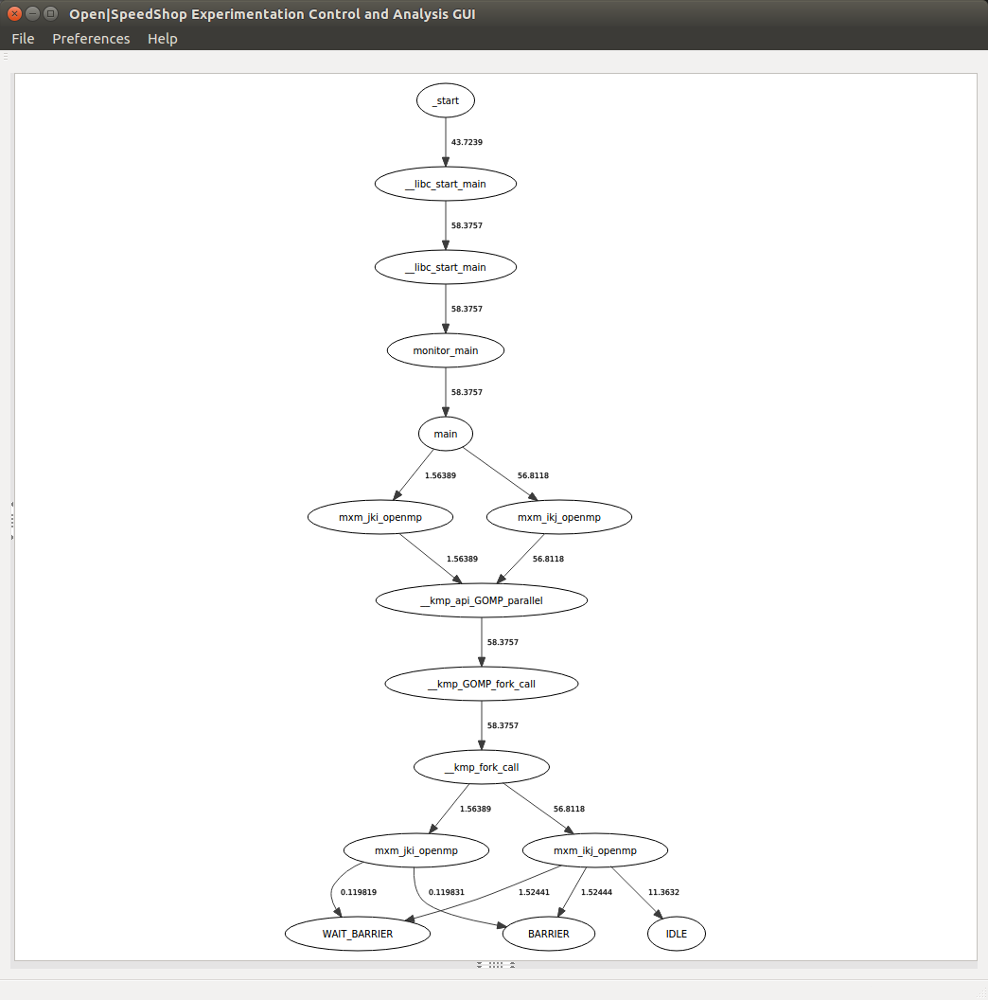 Open|SpeedShop Experimentation Control and Analysis GUI
File Preferences Help
_start
43.7239
__libc_start_main
58.3757
__libc_start_main
58.3757
monitor_main
58.3757
main
1.56389 56.8118
mxm_jki_openmp mxm_ikj_openmp
1.56389 56.8118
__kmp_api_GOMP_parallel
58.3757
__kmp_GOMP_fork_call
58.3757
__kmp_fork_call
1.56389 56.8118
mxm_jki_openmp mxm_ikj_openmp
0.119819 0.119831 1.52441 1.52444 11.3632
WAIT_BARRIER BARRIER IDLE